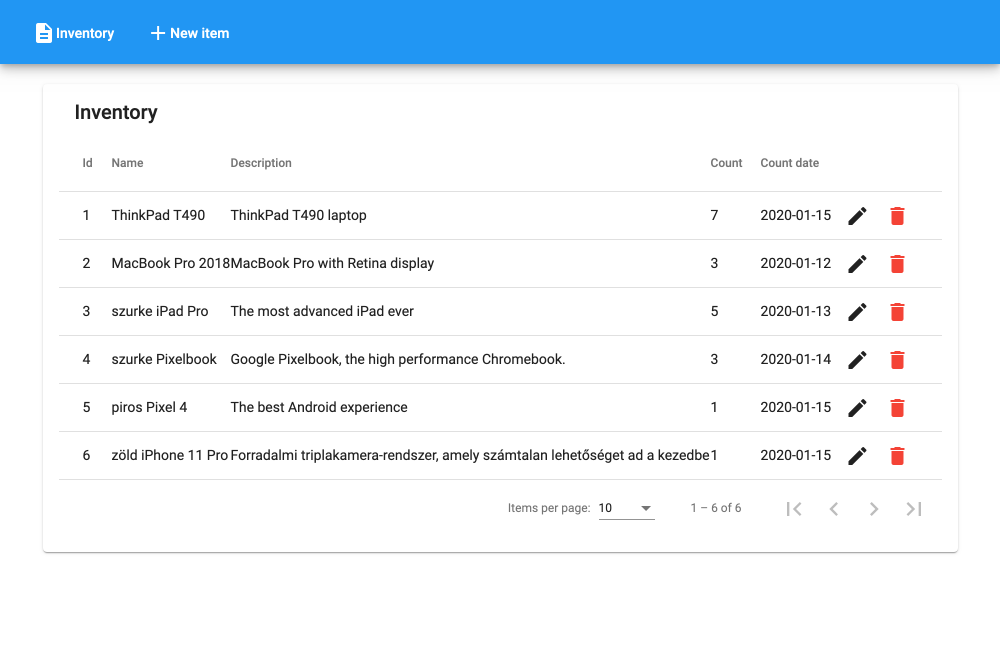 Inventory New item
Inventory
Id Name Description Count Count date
1 ThinkPad T490 ThinkPad T490 laptop 7 2020-01-15
2 MacBook Pro 2018 MacBook Pro with Retina display 3 2020-01-12
3 szurke iPad Pro The most advanced iPad ever 5 2020-01-13
4 szurke Pixelbook Google Pixelbook, the high performance Chromebook. 3 2020-01-14
5 piros Pixel 4 The best Android experience 1 2020-01-15
6 zöld iPhone 11 Pro Forradalmi triplakamera-rendszer, amely számtalan lehetőséget ad a kezedbe 1 2020-01-15
Items per page: 10 1 – 6 of 6